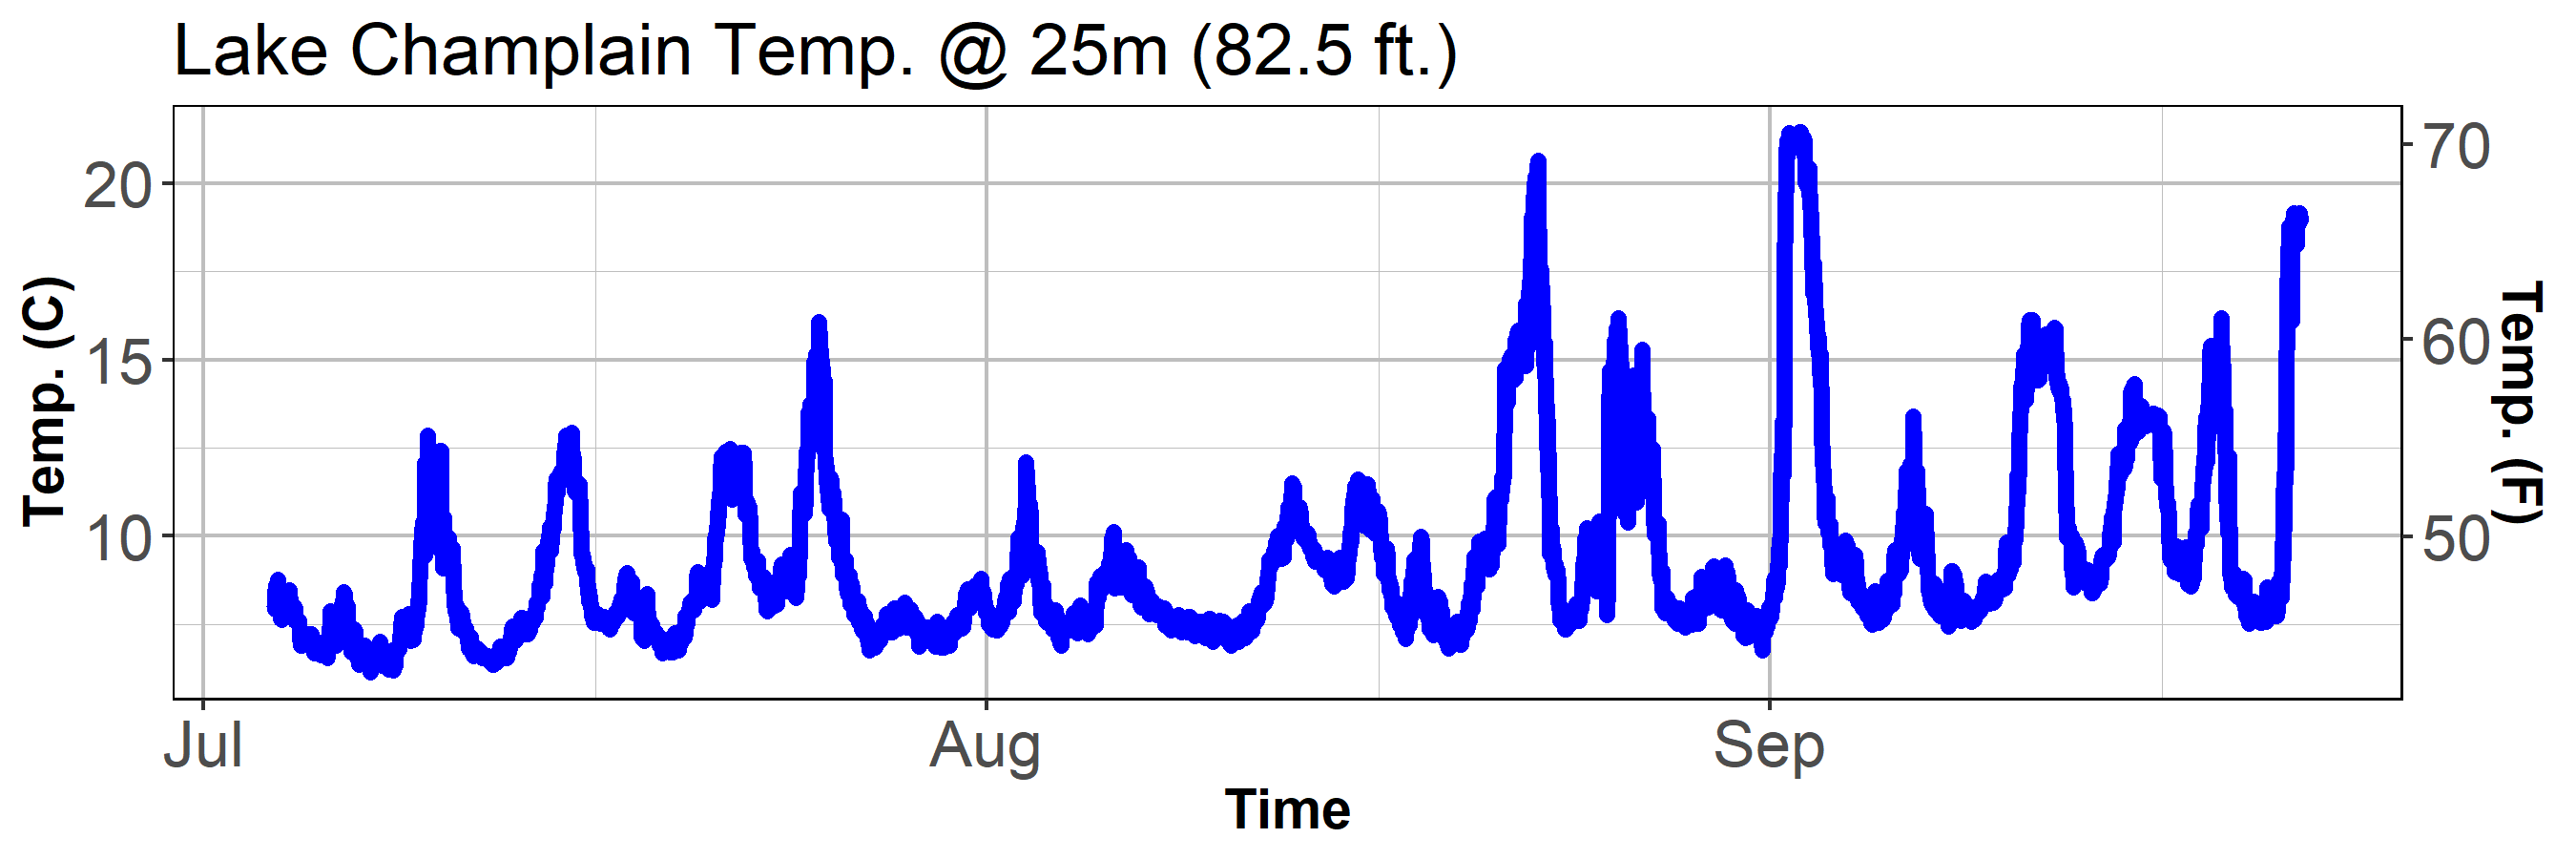 Lake Champlain Temp. @ 25m (82.5 ft.)
Temp. (C)
20
15
10
70
60
50
Temp. (F)
Jul
Aug
Sep
Time